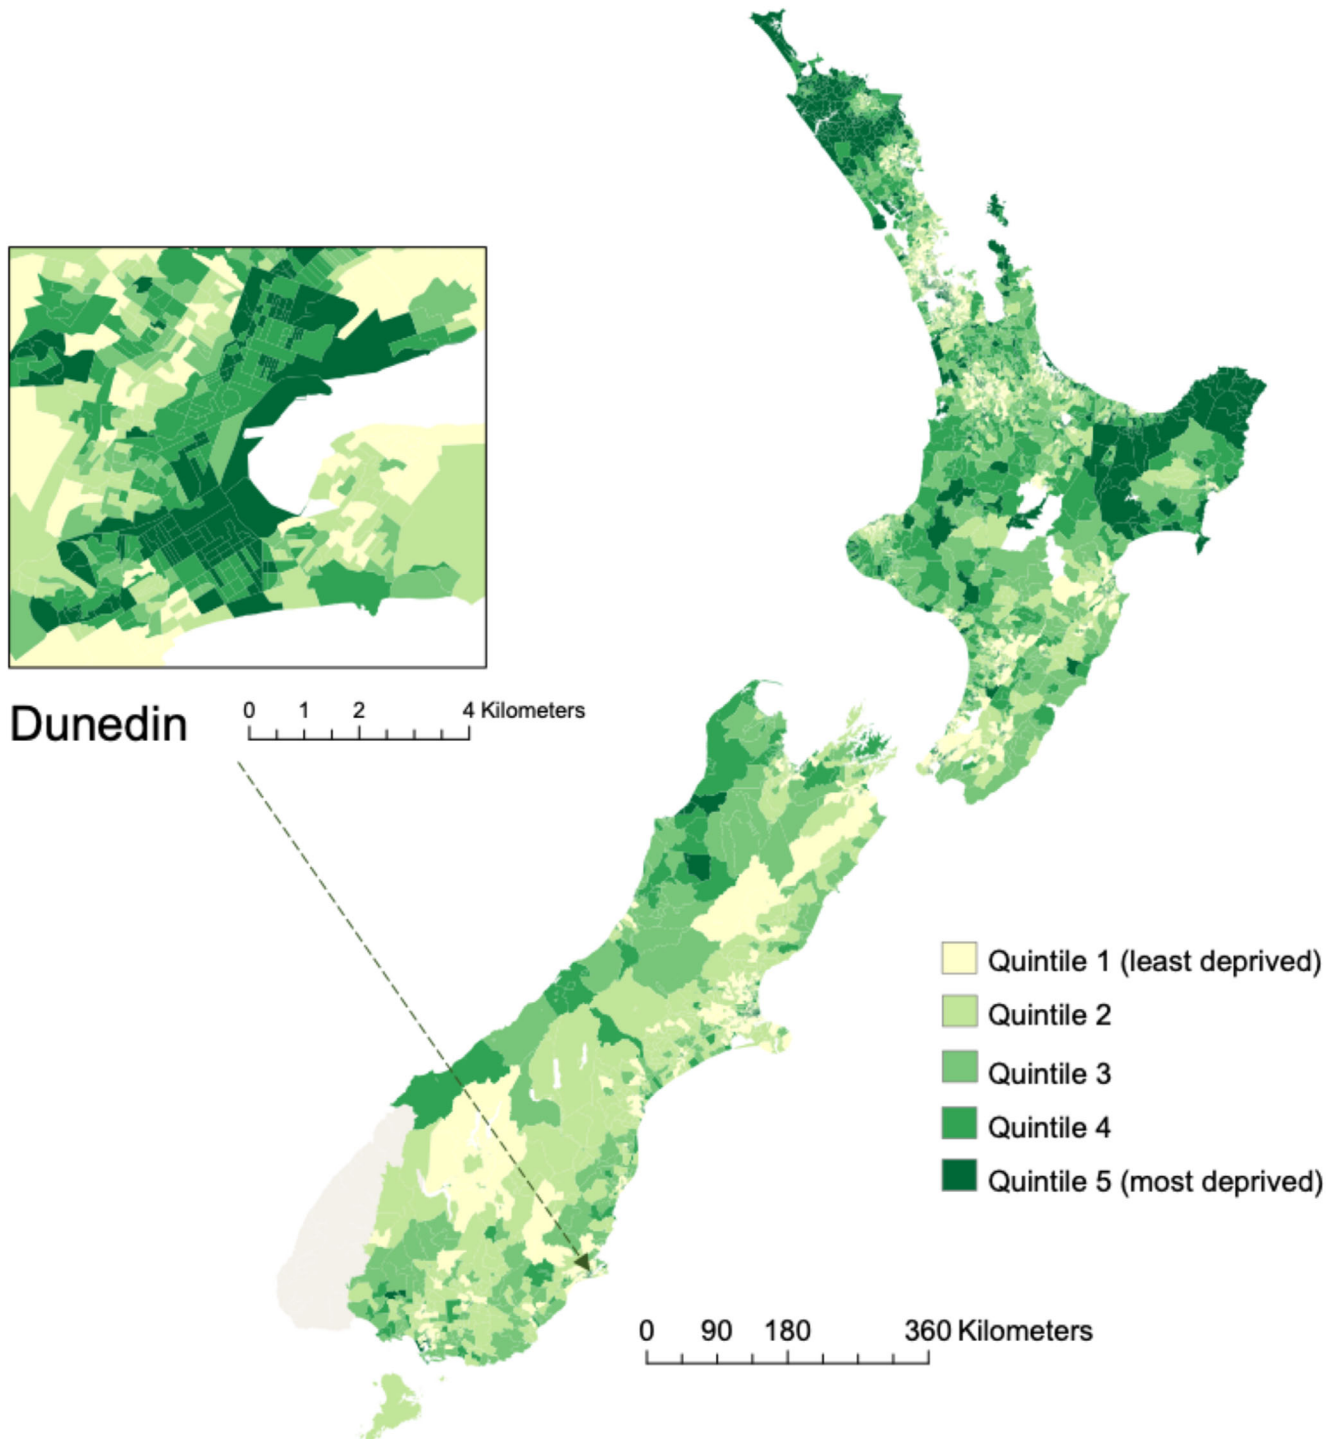 Dunedin
0 1 2 4 Kilometers
Quintile 1 (least deprived)
Quintile 2
Quintile 3
Quintile 4
Quintile 5 (most deprived)
0 90 180 360 Kilometers